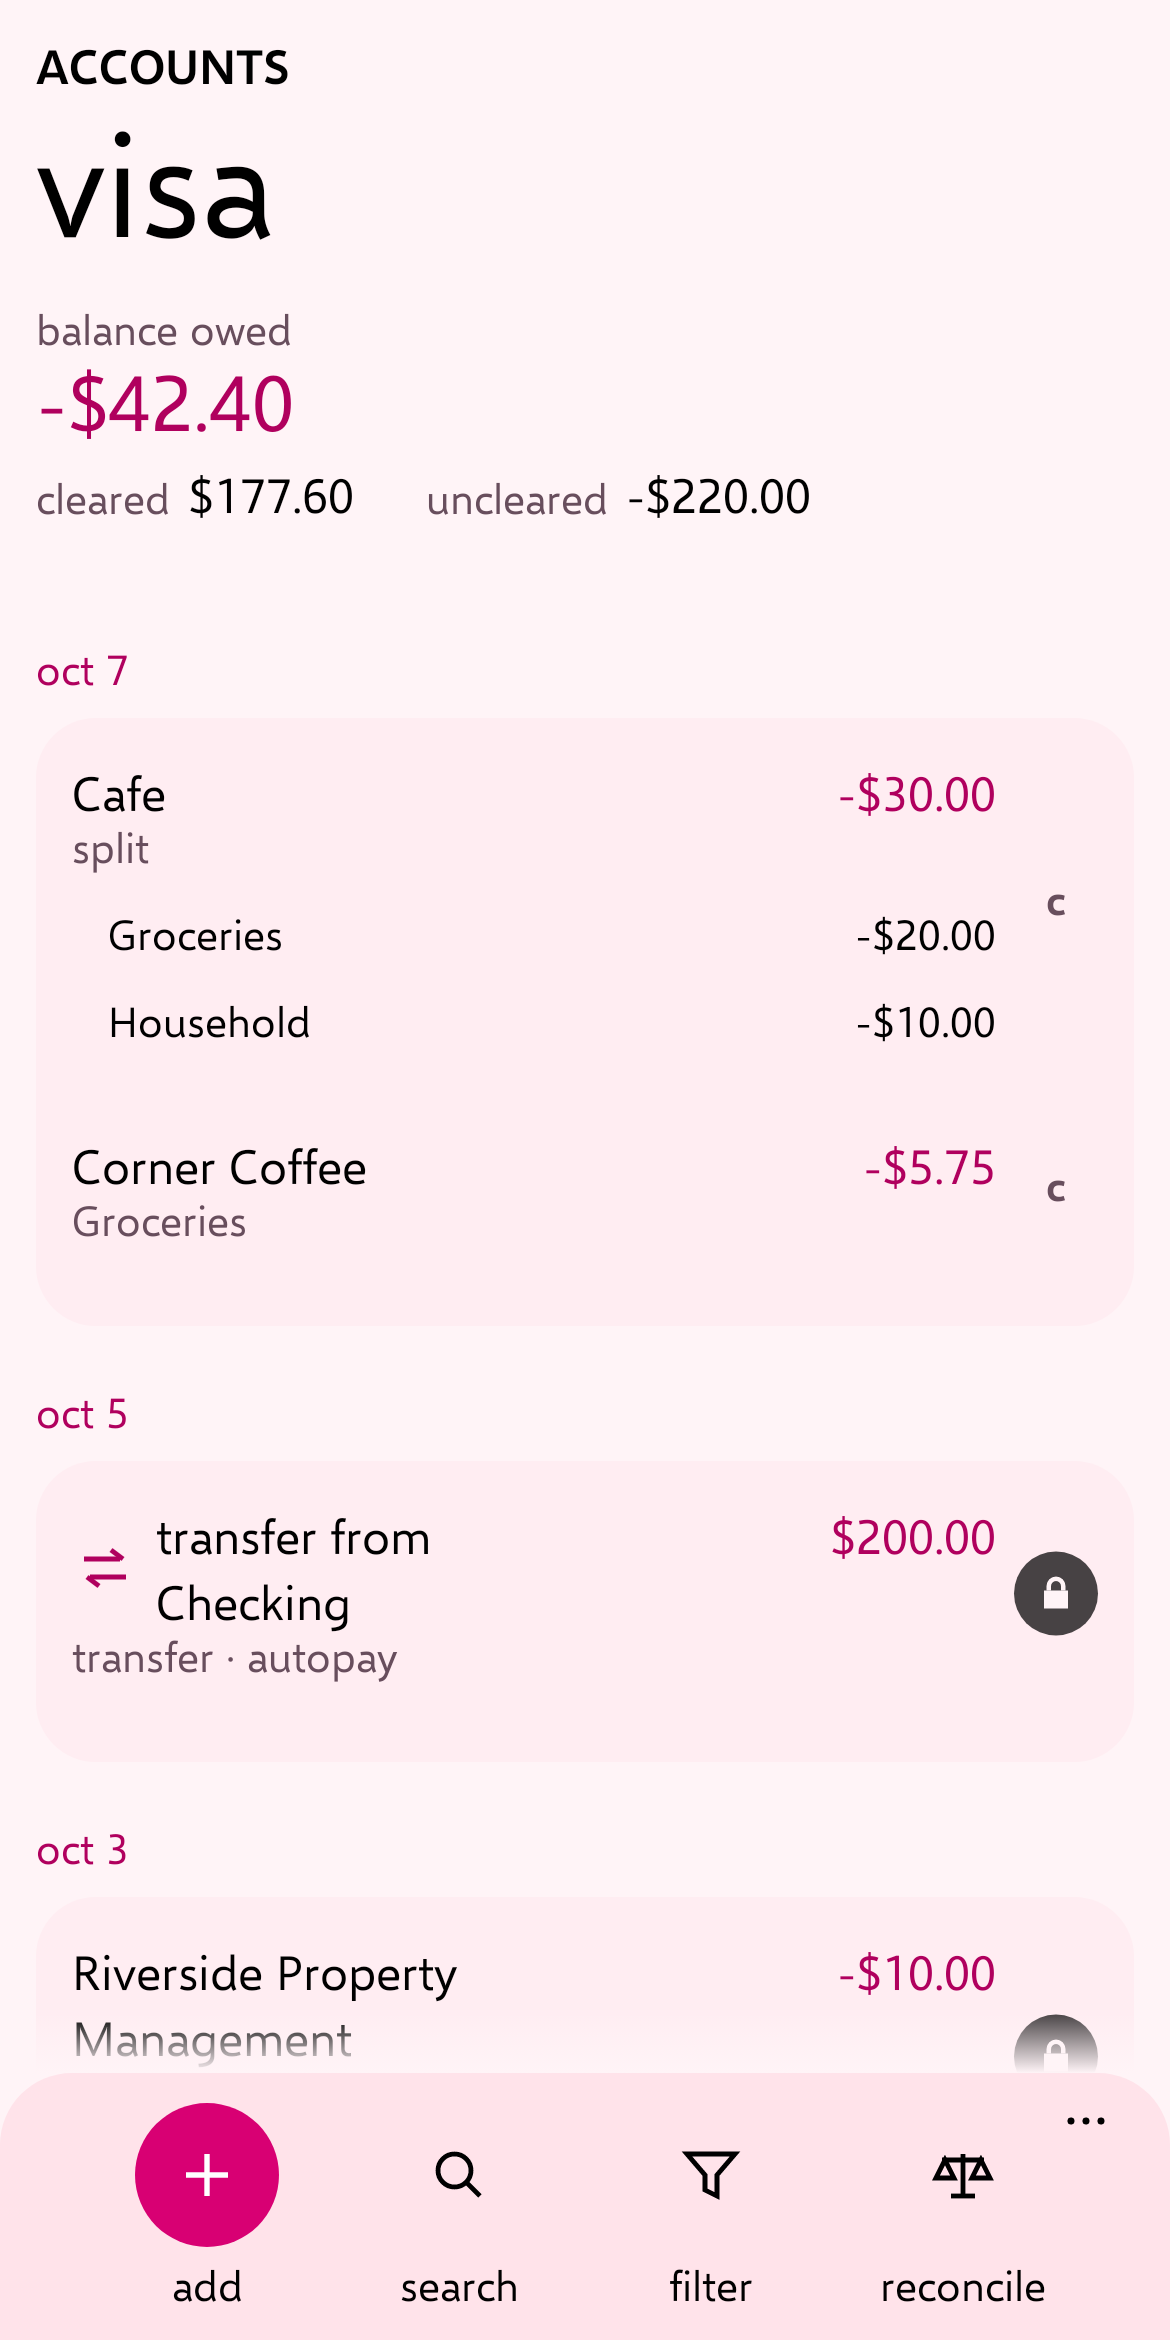 ACCOUNTS
visa
balance owed
-$42.40
cleared $177.60 uncleared -$220.00
oct 7
Cafe -$30.00
split
c
Groceries -$20.00
Household -$10.00
Corner Coffee -$5.75
c
Groceries
oct 5
transfer from $200.00
Checking
transfer · autopay
oct 3
Riverside Property -$10.00
Management
add search filter reconcile